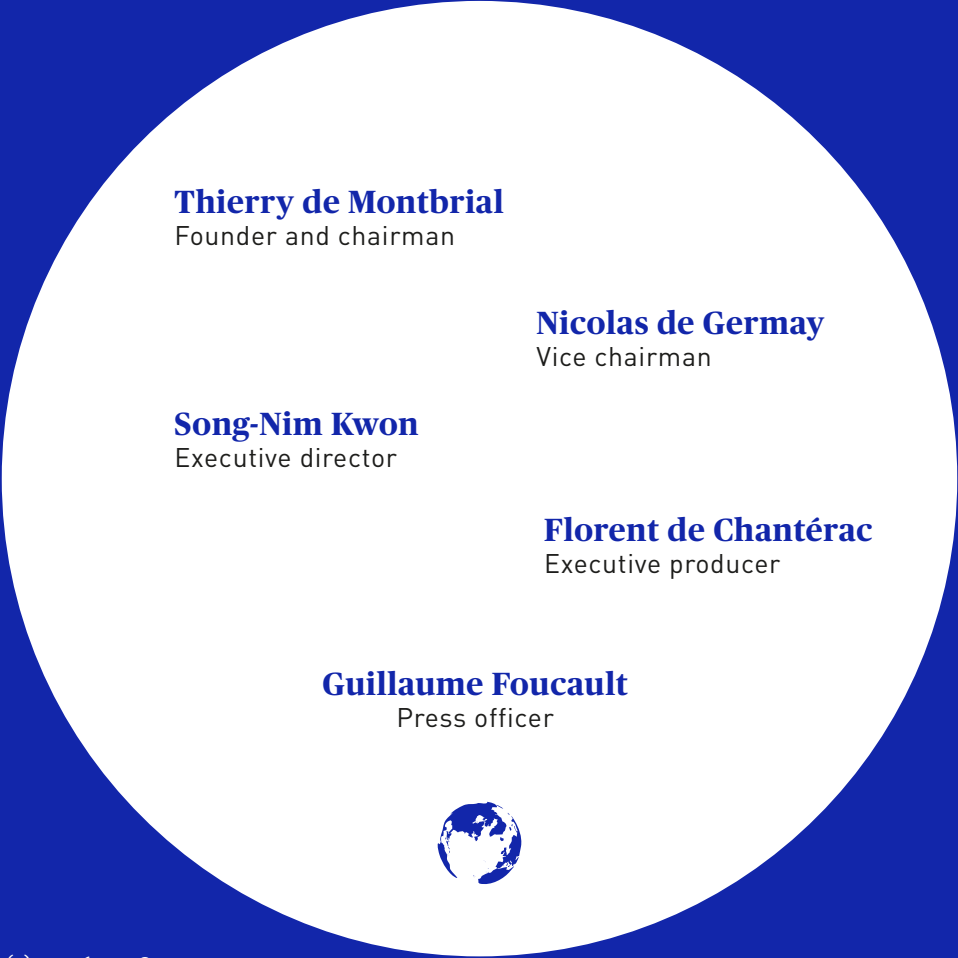 Thierry de Montbrial
Founder and chairman
Nicolas de Germay
Vice chairman
Song-Nim Kwon
Executive director
Florent de Chantérac
Executive producer
Guillaume Foucault
Press officer